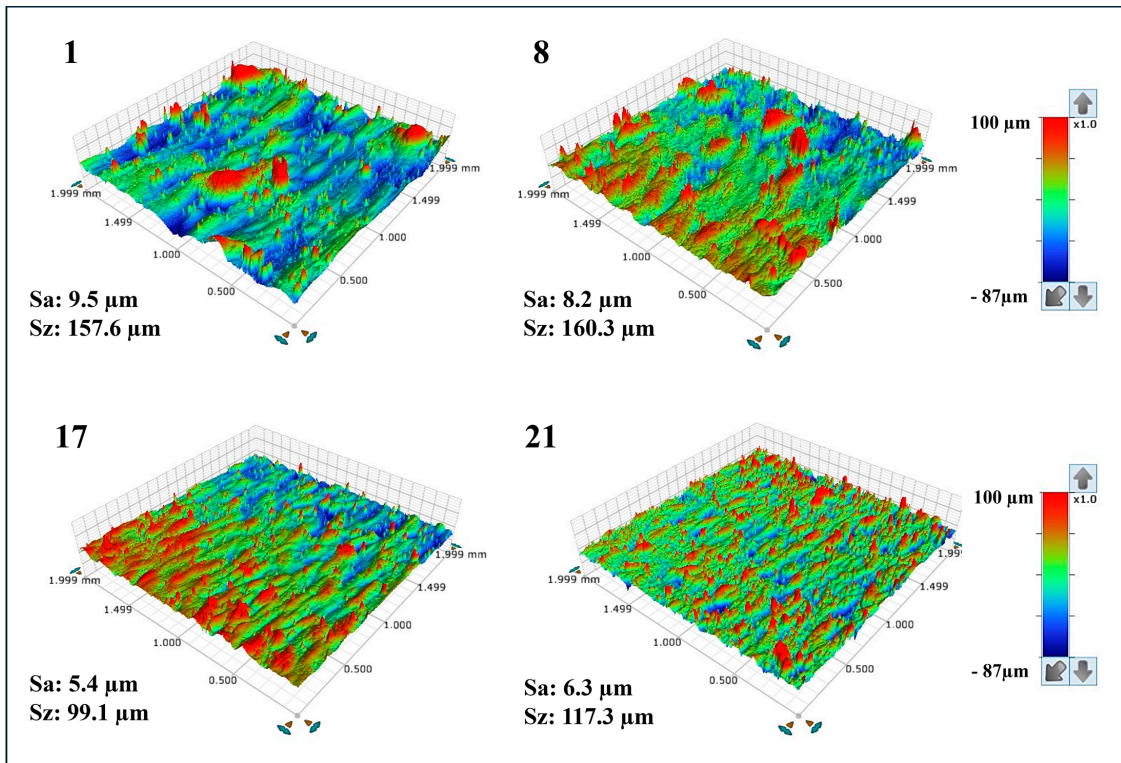 1
1.999 mm
1.499
1.000
0.500
1.999 mm
1.499
1.000
0.500
Sa: 9.5 µm
Sz: 157.6 µm
8
1.999 mm
1.499
1.000
0.500
1.999 mm
1.499
1.000
0.500
Sa: 8.2 µm
Sz: 160.3 µm
100 µm
x1.0
- 87µm
17
1.999 mm
1.499
1.000
0.500
1.999 mm
1.499
1.000
0.500
Sa: 5.4 µm
Sz: 99.1 µm
21
1.999 mm
1.499
1.000
0.500
1.99
1.499
1.000
0.500
Sa: 6.3 µm
Sz: 117.3 µm
100 µm
x1.0
- 87µm